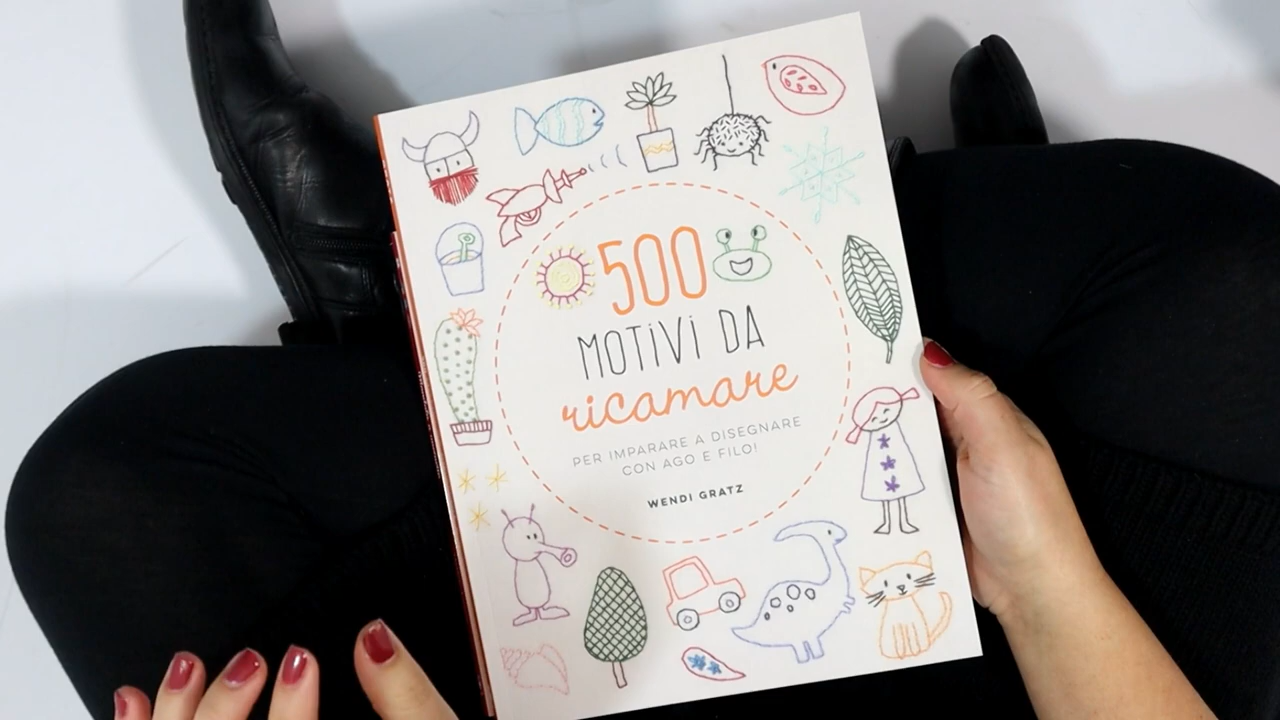 500
MOTIVI DA
ricamare
PER IMPARARE A DISEGNARE
CON AGO E FILO!
WENDI GRATZ